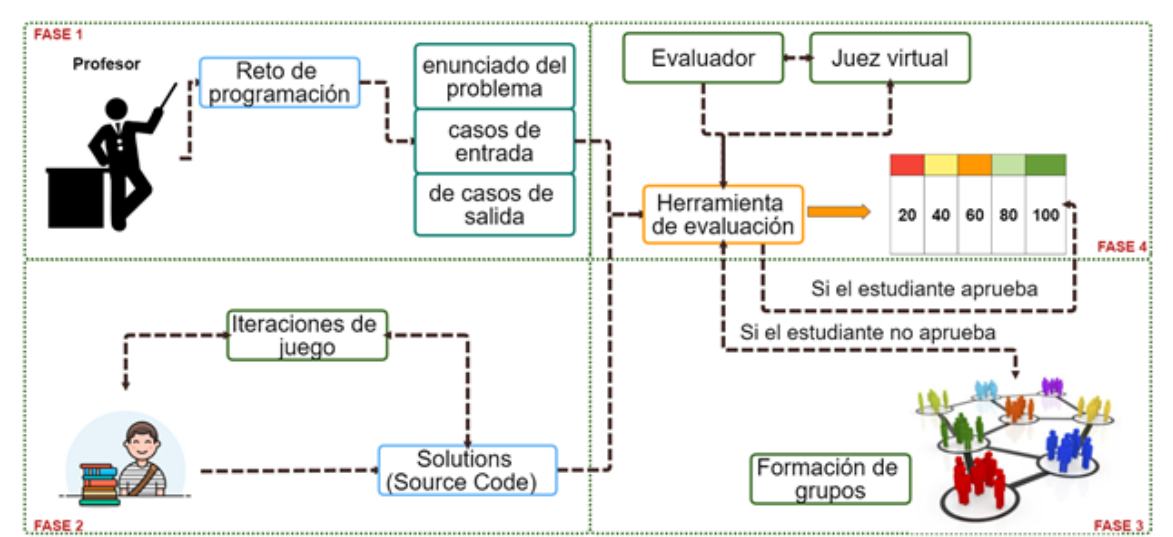 FASE 1
Profesor
Reto de
programación
enunciado del
problema
casos de
entrada
de casos de
salida
Evaluador
Juez virtual
Herramienta
de evaluación
20 40 60 80 100
FASE 4
Iteraciones de
juego
Solutions
(Source Code)
FASE 2
Si el estudiante aprueba
Si el estudiante no aprueba
Formación de
grupos
FASE 3